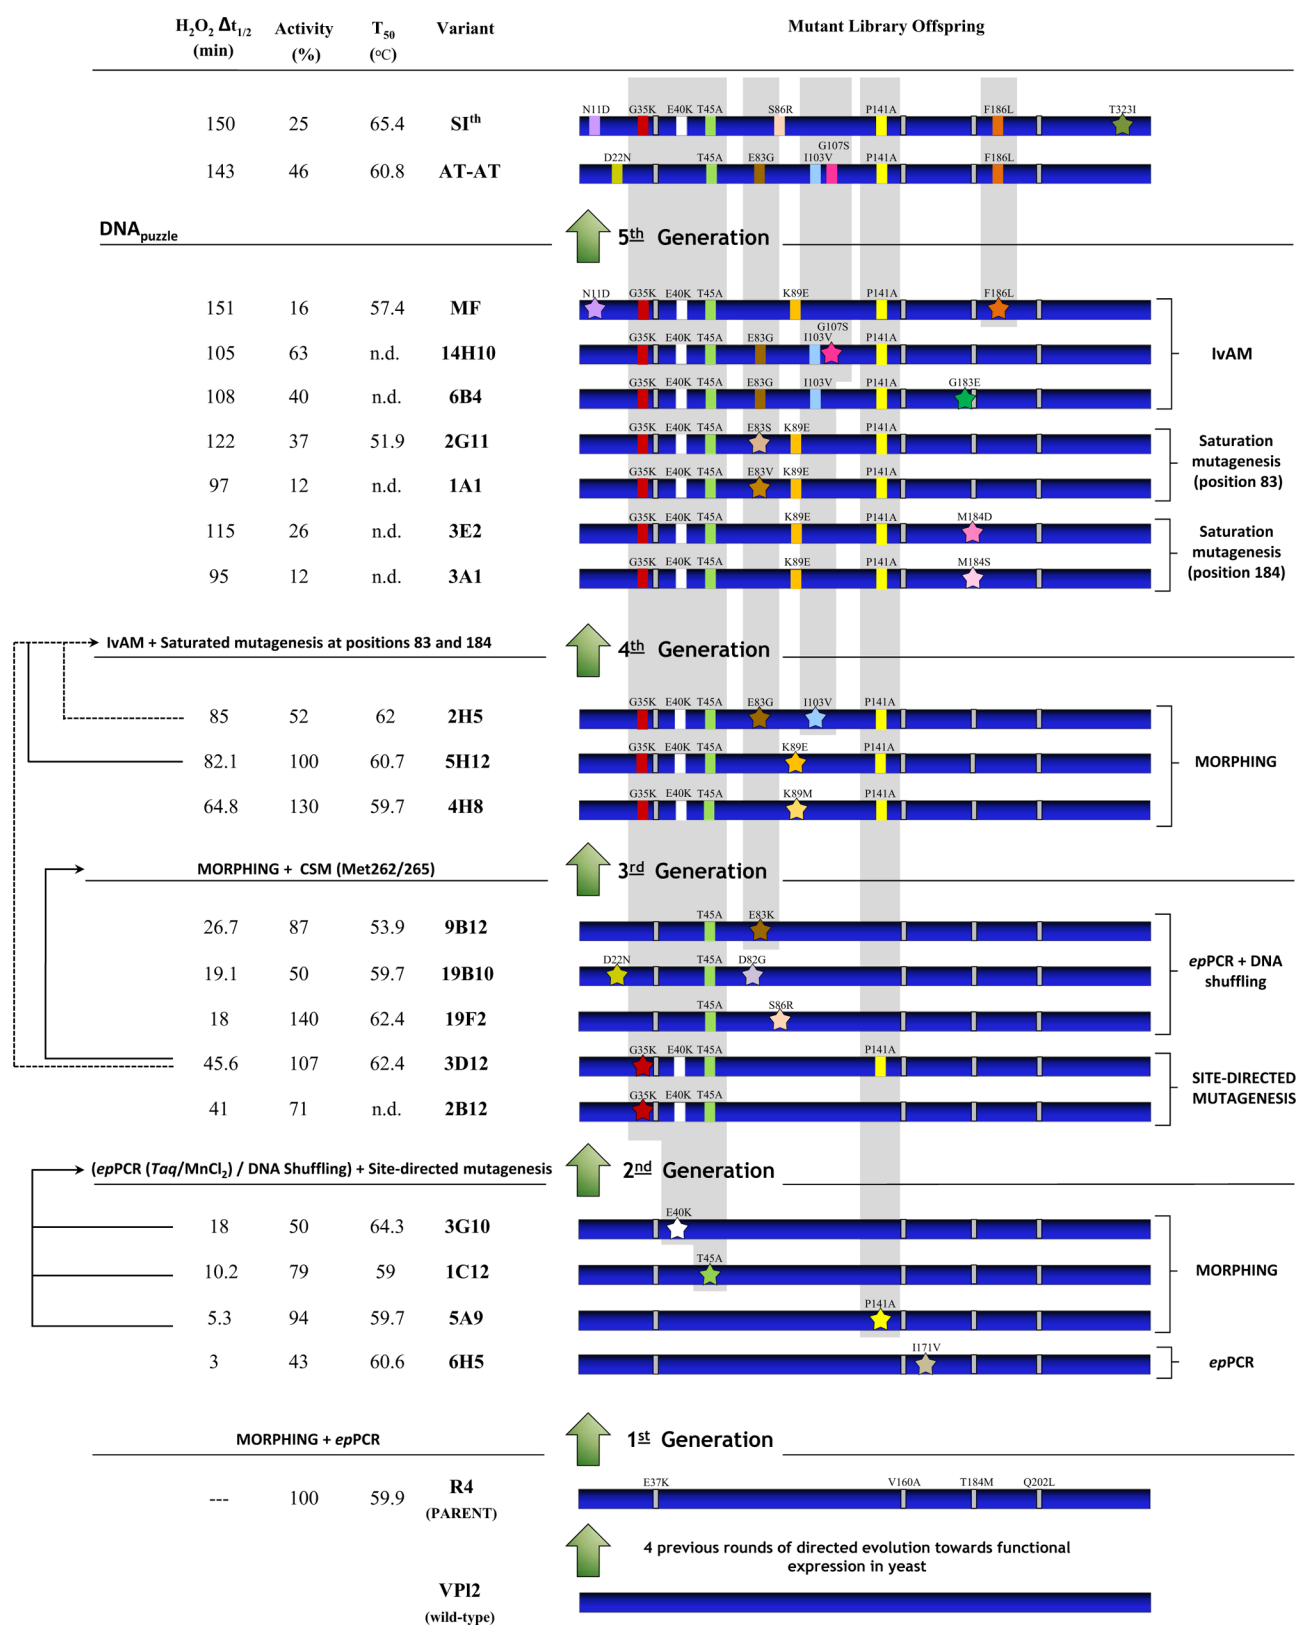 H₂O₂ Δt₁/₂ Activity T₅₀ Variant Mutant Library Offspring
(min) (%) (ºC)
N11D G35K E40K T45A S86R P141A F186L T323I
150 25 65.4 SIᵗʰ
G107S
D22N T45A E83G I103V P141A F186L
143 46 60.8 AT-AT
DNApuzzle
5th Generation
N11D G35K E40K T45A K89E P141A F186L
151 16 57.4 MF
G107S
G35K E40K T45A E83G I103V P141A
105 63 n.d. 14H10
IvAM
G35K E40K T45A E83G I103V P141A G183E
108 40 n.d. 6B4
G35K E40K T45A E83S K89E P141A
122 37 51.9 2G11
Saturation
mutagenesis
(position 83)
G35K E40K T45A E83V K89E P141A
97 12 n.d. 1A1
G35K E40K T45A K89E P141A M184D
115 26 n.d. 3E2
Saturation
mutagenesis
(position 184)
G35K E40K T45A K89E P141A M184S
95 12 n.d. 3A1
IvAM + Saturated mutagenesis at positions 83 and 184
4th Generation
G35K E40K T45A E83G I103V P141A
85 52 62 2H5
G35K E40K T45A K89E P141A
82.1 100 60.7 5H12
MORPHING
G35K E40K T45A K89M P141A
64.8 130 59.7 4H8
MORPHING + CSM (Met262/265)
3rd Generation
T45A E83K
26.7 87 53.9 9B12
D22N T45A D82G
19.1 50 59.7 19B10
epPCR + DNA
shuffling
T45A S86R
18 140 62.4 19F2
G35K E40K T45A P141A
45.6 107 62.4 3D12
SITE-DIRECTED
MUTAGENESIS
G35K E40K T45A
41 71 n.d. 2B12
(epPCR (Taq/MnCl₂) / DNA Shuffling) + Site-directed mutagenesis
2nd Generation
E40K
18 50 64.3 3G10
T45A
10.2 79 59 1C12
MORPHING
P141A
5.3 94 59.7 5A9
I171V
3 43 60.6 6H5
epPCR
MORPHING + epPCR
1st Generation
E37K V160A T184M Q202L
--- 100 59.9 R4
(PARENT)
4 previous rounds of directed evolution towards functional
expression in yeast
VPl2
(wild-type)